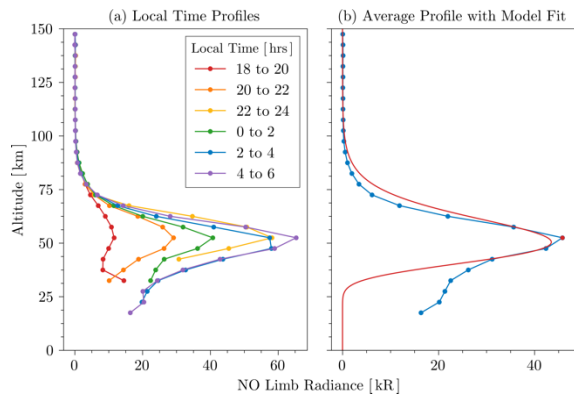 (a) Local Time Profiles
(b) Average Profile with Model Fit
Local Time [hrs]
18 to 20
20 to 22
22 to 24
0 to 2
2 to 4
4 to 6
Altitude [km]
150
125
100
75
50
25
0
0 20 40 60
0 10 20 30 40
NO Limb Radiance [kR]